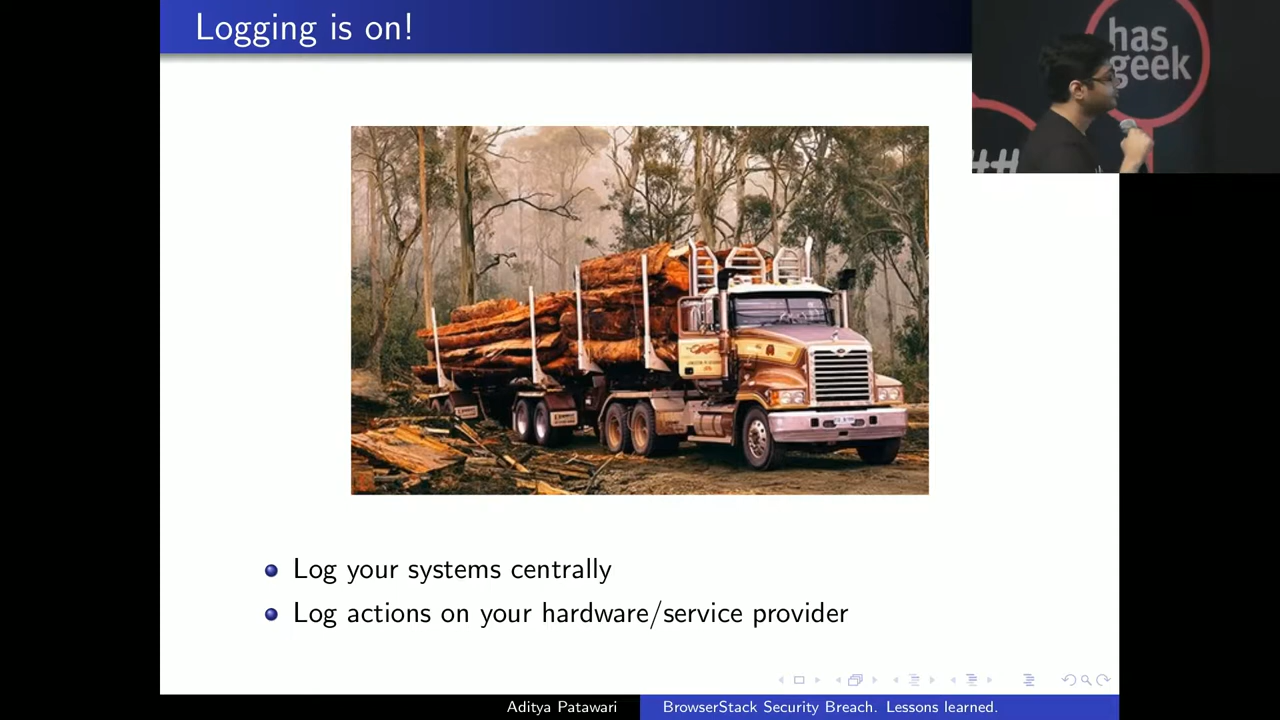 Logging is on!
has
geek
##
Log your systems centrally
Log actions on your hardware/service provider
Aditya Patawari
BrowserStack Security Breach. Lessons learned.